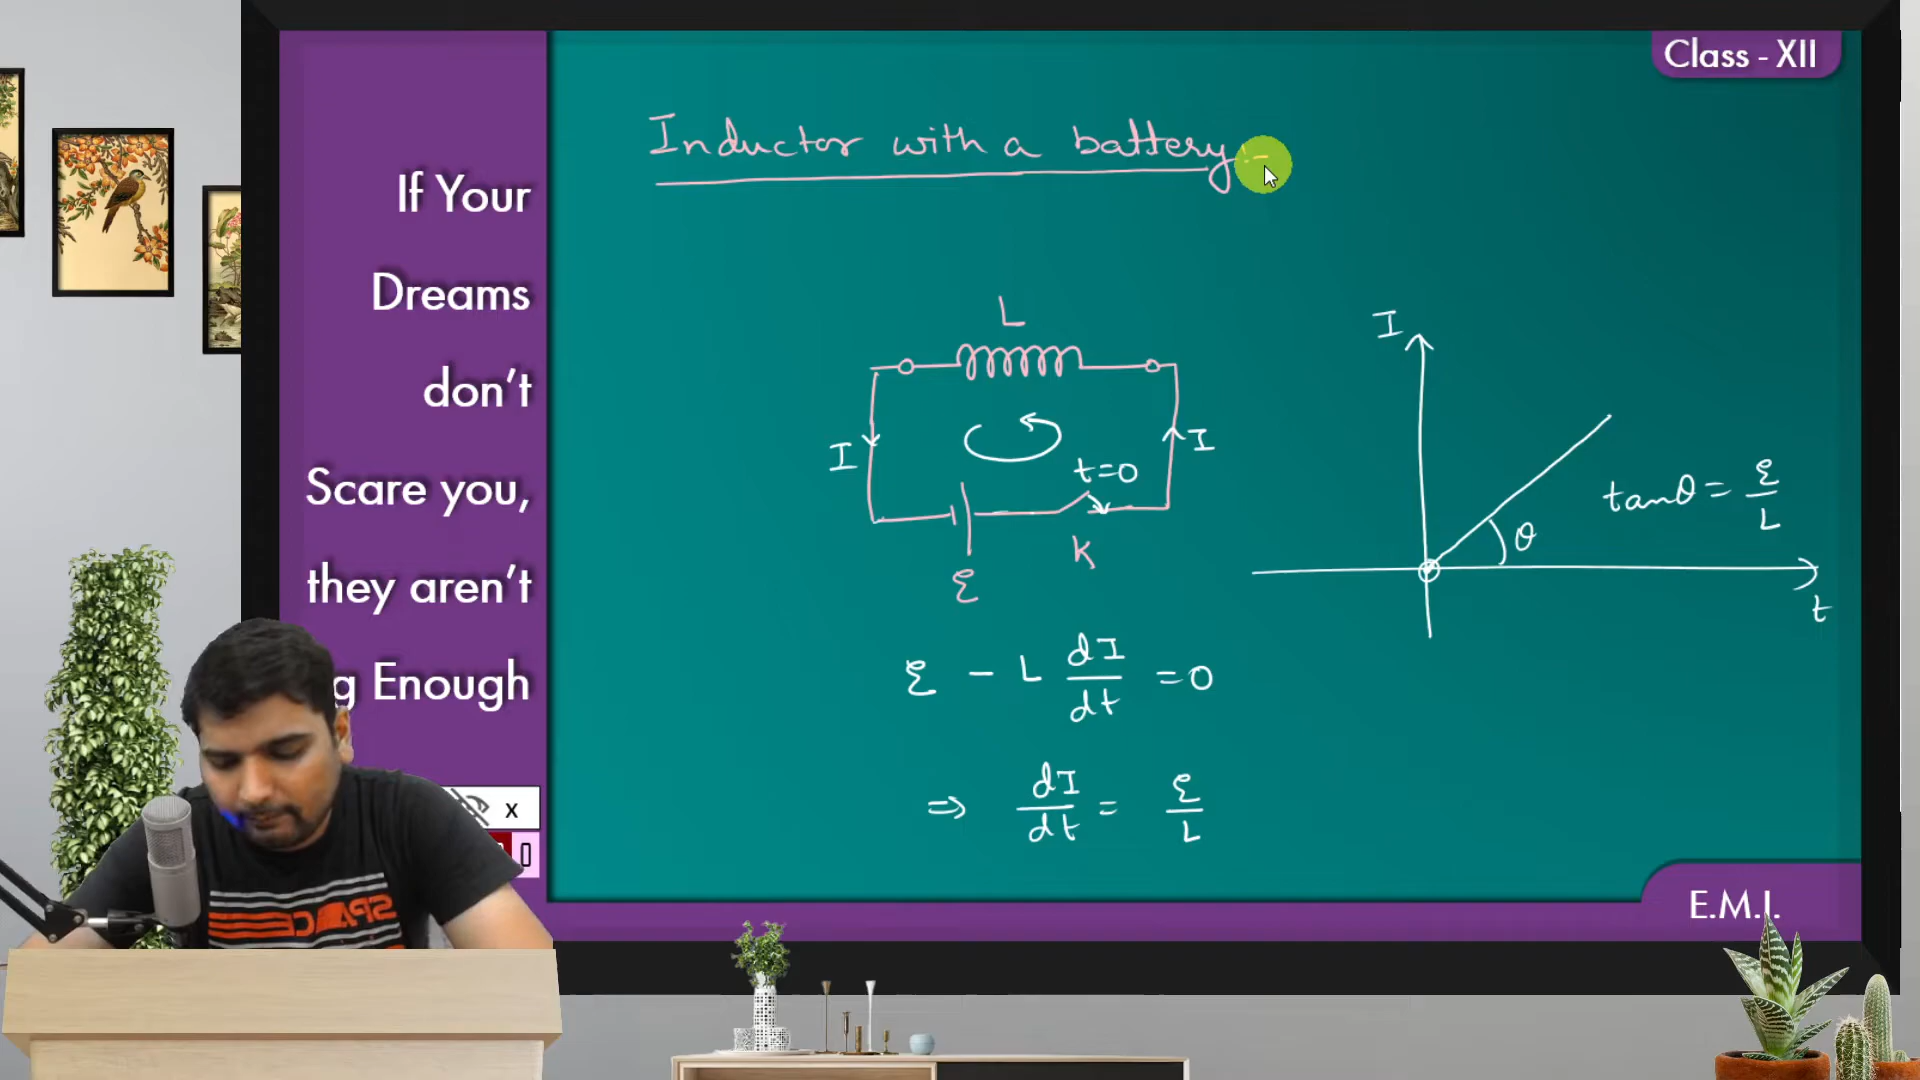 Class - XII
If Your
Dreams
don't
Scare you,
they aren't
g Enough
Inductor with a battery:-
L
I
I
t=0
K
ε
ε - L dI/dt = 0
⇒ dI/dt = ε/L
I
tanθ = ε/L
θ
t
x
E.M.I.